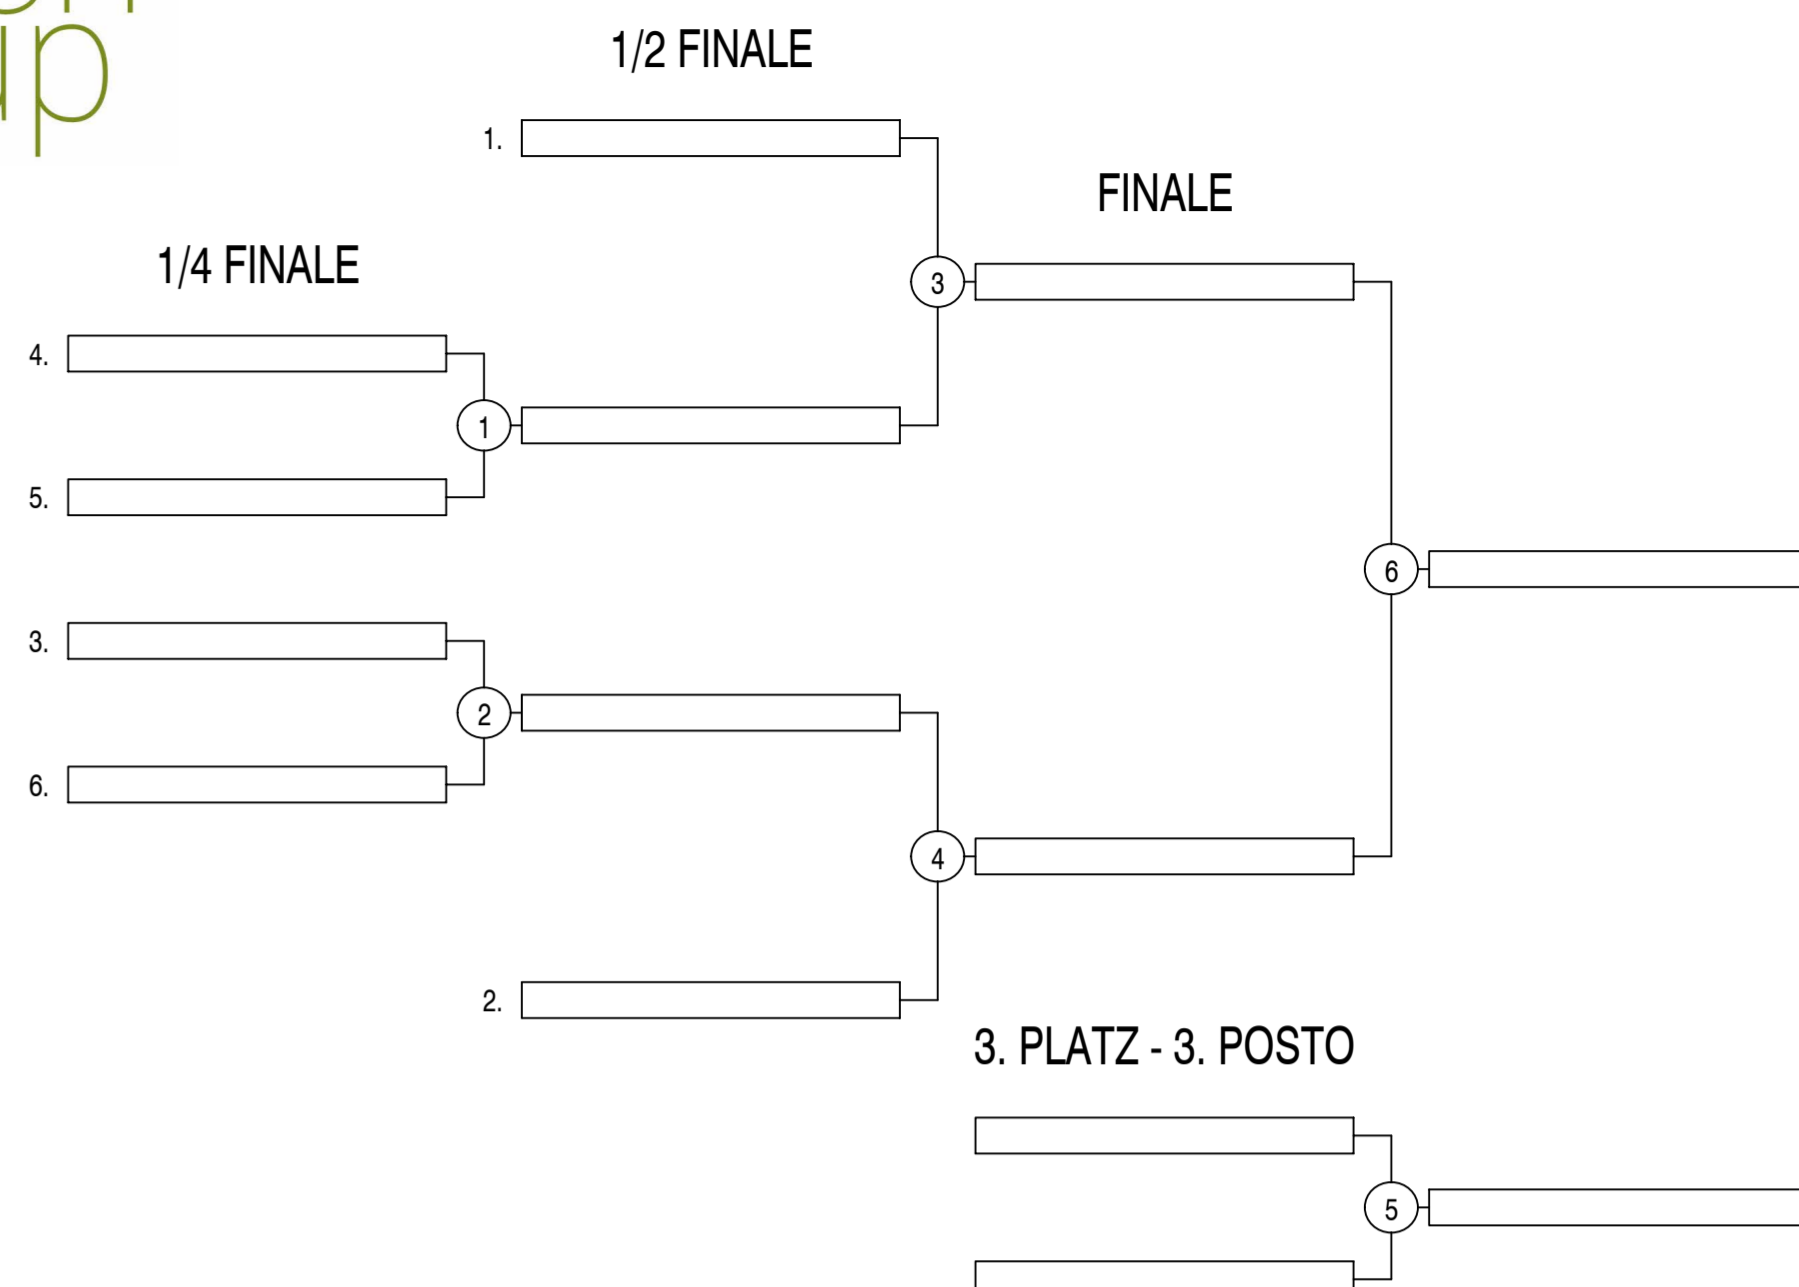 up
1/2 FINALE
1.
FINALE
1/4 FINALE
3
4.
1
5.
6
3.
2
6.
4
2.
3. PLATZ - 3. POSTO
5